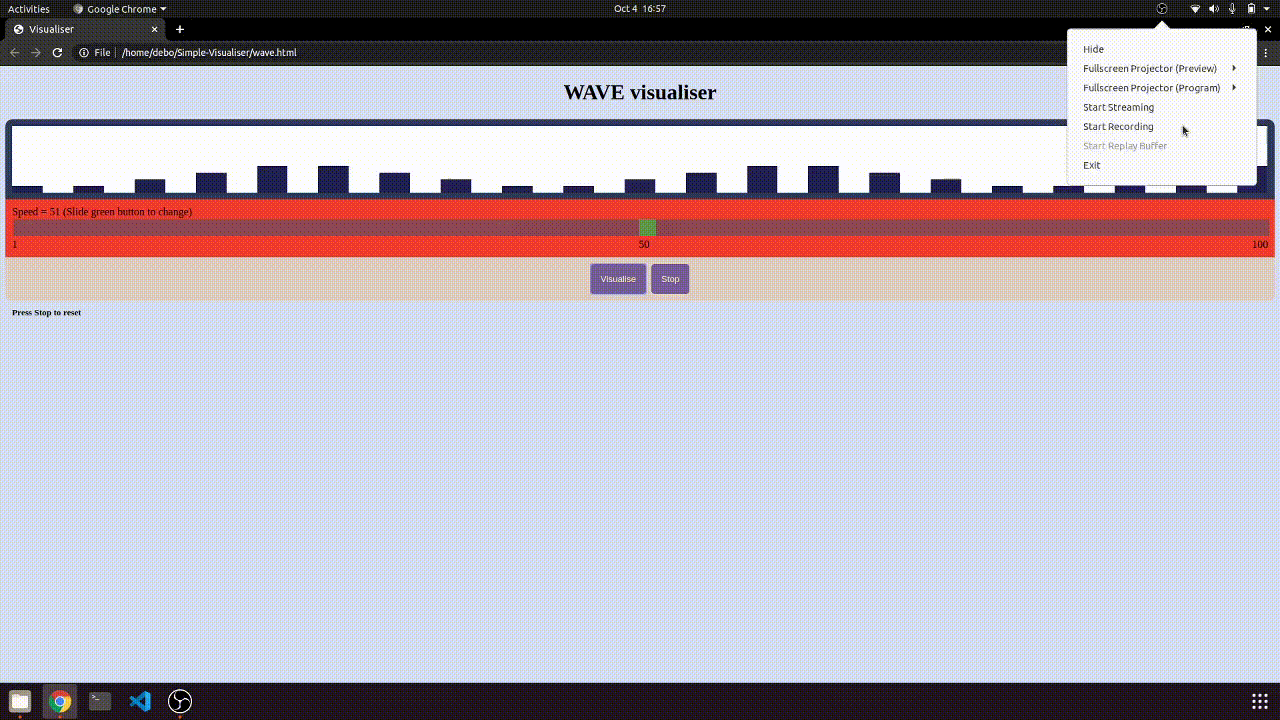 Activities
Google Chrome
Oct 4 16:57
Visualiser
File
/home/debo/Simple-Visualiser/wave.html
Hide
Fullscreen Projector (Preview)
Fullscreen Projector (Program)
Start Streaming
Start Recording
Start Replay Buffer
Exit
WAVE visualiser
Speed = 51 (Slide green button to change)
1 50 100
Visualise Stop
Press Stop to reset